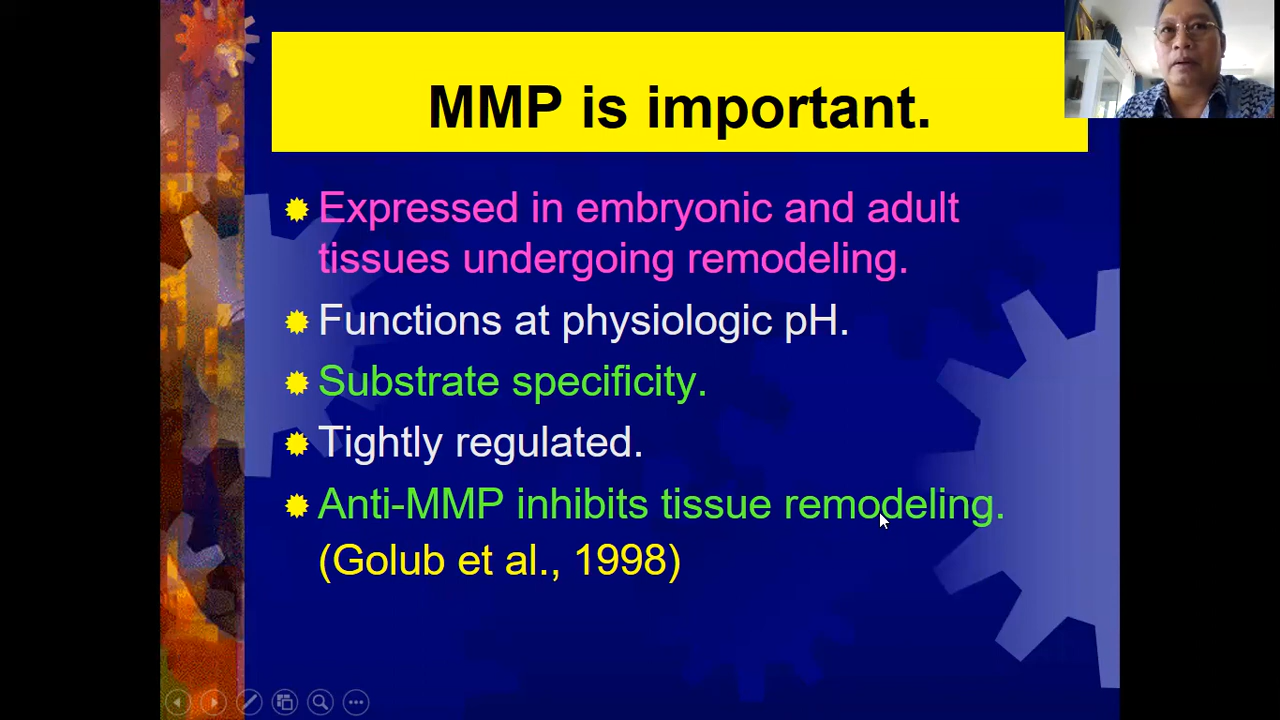 MMP is important.
Expressed in embryonic and adult
tissues undergoing remodeling.
Functions at physiologic pH.
Substrate specificity.
Tightly regulated.
Anti-MMP inhibits tissue remodeling.
(Golub et al., 1998)